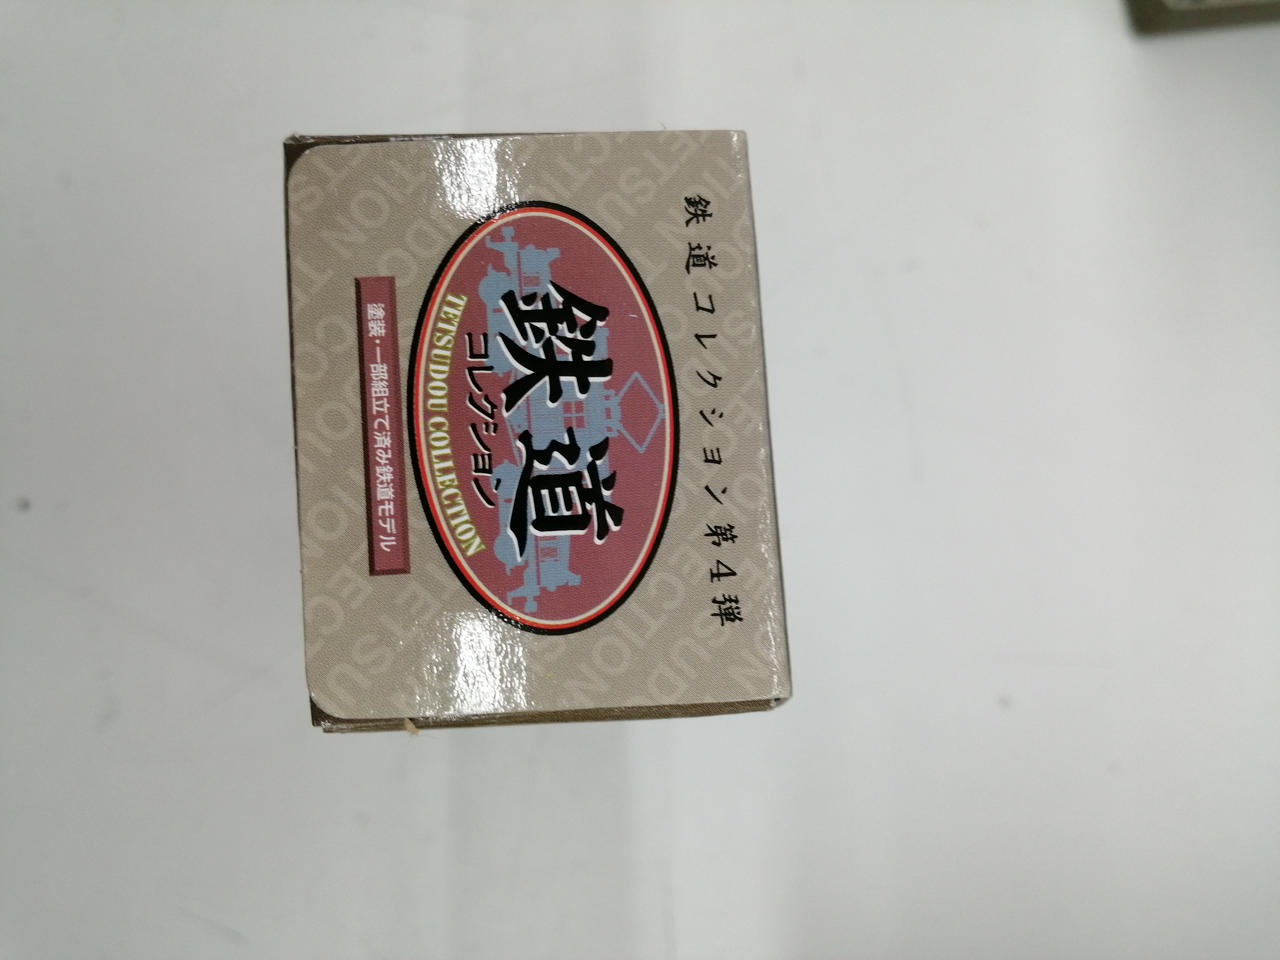 鉄道コレクション第4弾
鉄道
コレクション
TETSUDOU COLLECTION
塗装・一部組立て済み鉄道モデル